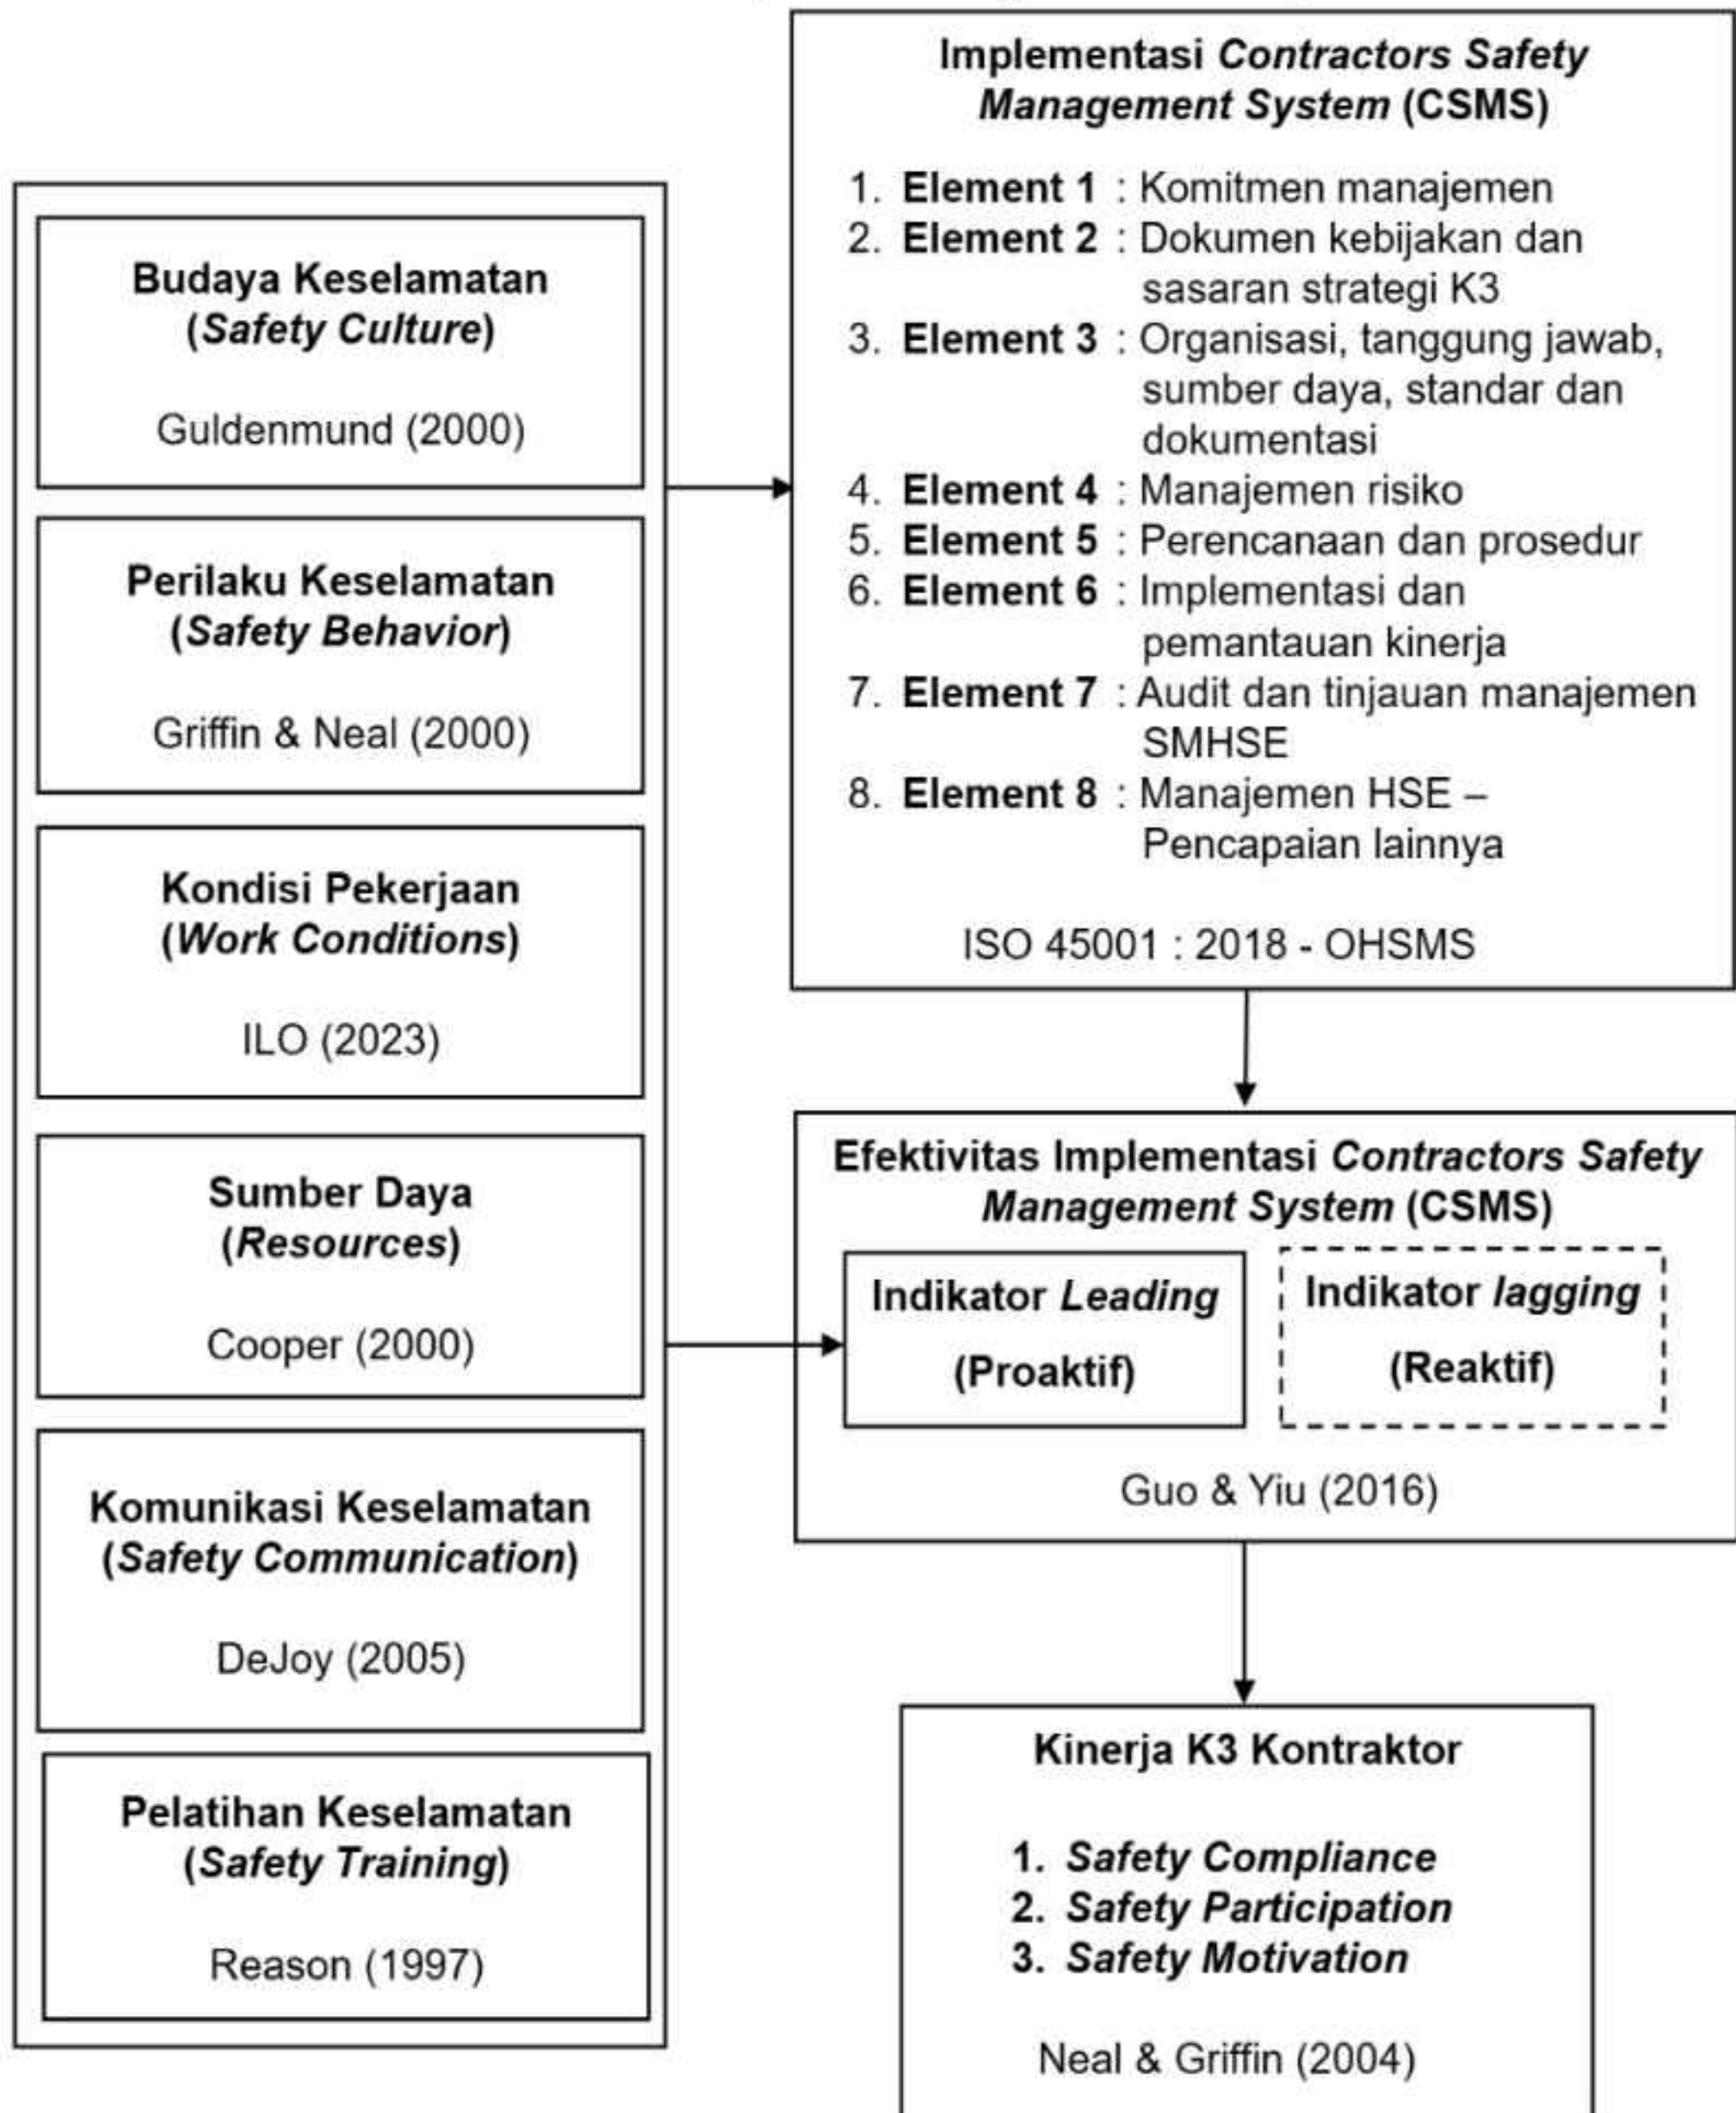 Budaya Keselamatan
(Safety Culture)
Guldenmund (2000)
Perilaku Keselamatan
(Safety Behavior)
Griffin & Neal (2000)
Kondisi Pekerjaan
(Work Conditions)
ILO (2023)
Sumber Daya
(Resources)
Cooper (2000)
Komunikasi Keselamatan
(Safety Communication)
DeJoy (2005)
Pelatihan Keselamatan
(Safety Training)
Reason (1997)
Implementasi Contractors Safety
Management System (CSMS)
1. Element 1 : Komitmen manajemen
2. Element 2 : Dokumen kebijakan dan
sasaran strategi K3
3. Element 3 : Organisasi, tanggung jawab,
sumber daya, standar dan
dokumentasi
4. Element 4 : Manajemen risiko
5. Element 5 : Perencanaan dan prosedur
6. Element 6 : Implementasi dan
pemantauan kinerja
7. Element 7 : Audit dan tinjauan manajemen
SMHSE
8. Element 8 : Manajemen HSE –
Pencapaian lainnya
ISO 45001 : 2018 - OHSMS
Efektivitas Implementasi Contractors Safety
Management System (CSMS)
Indikator Leading
(Proaktif)
Indikator lagging
(Reaktif)
Guo & Yiu (2016)
Kinerja K3 Kontraktor
1. Safety Compliance
2. Safety Participation
3. Safety Motivation
Neal & Griffin (2004)